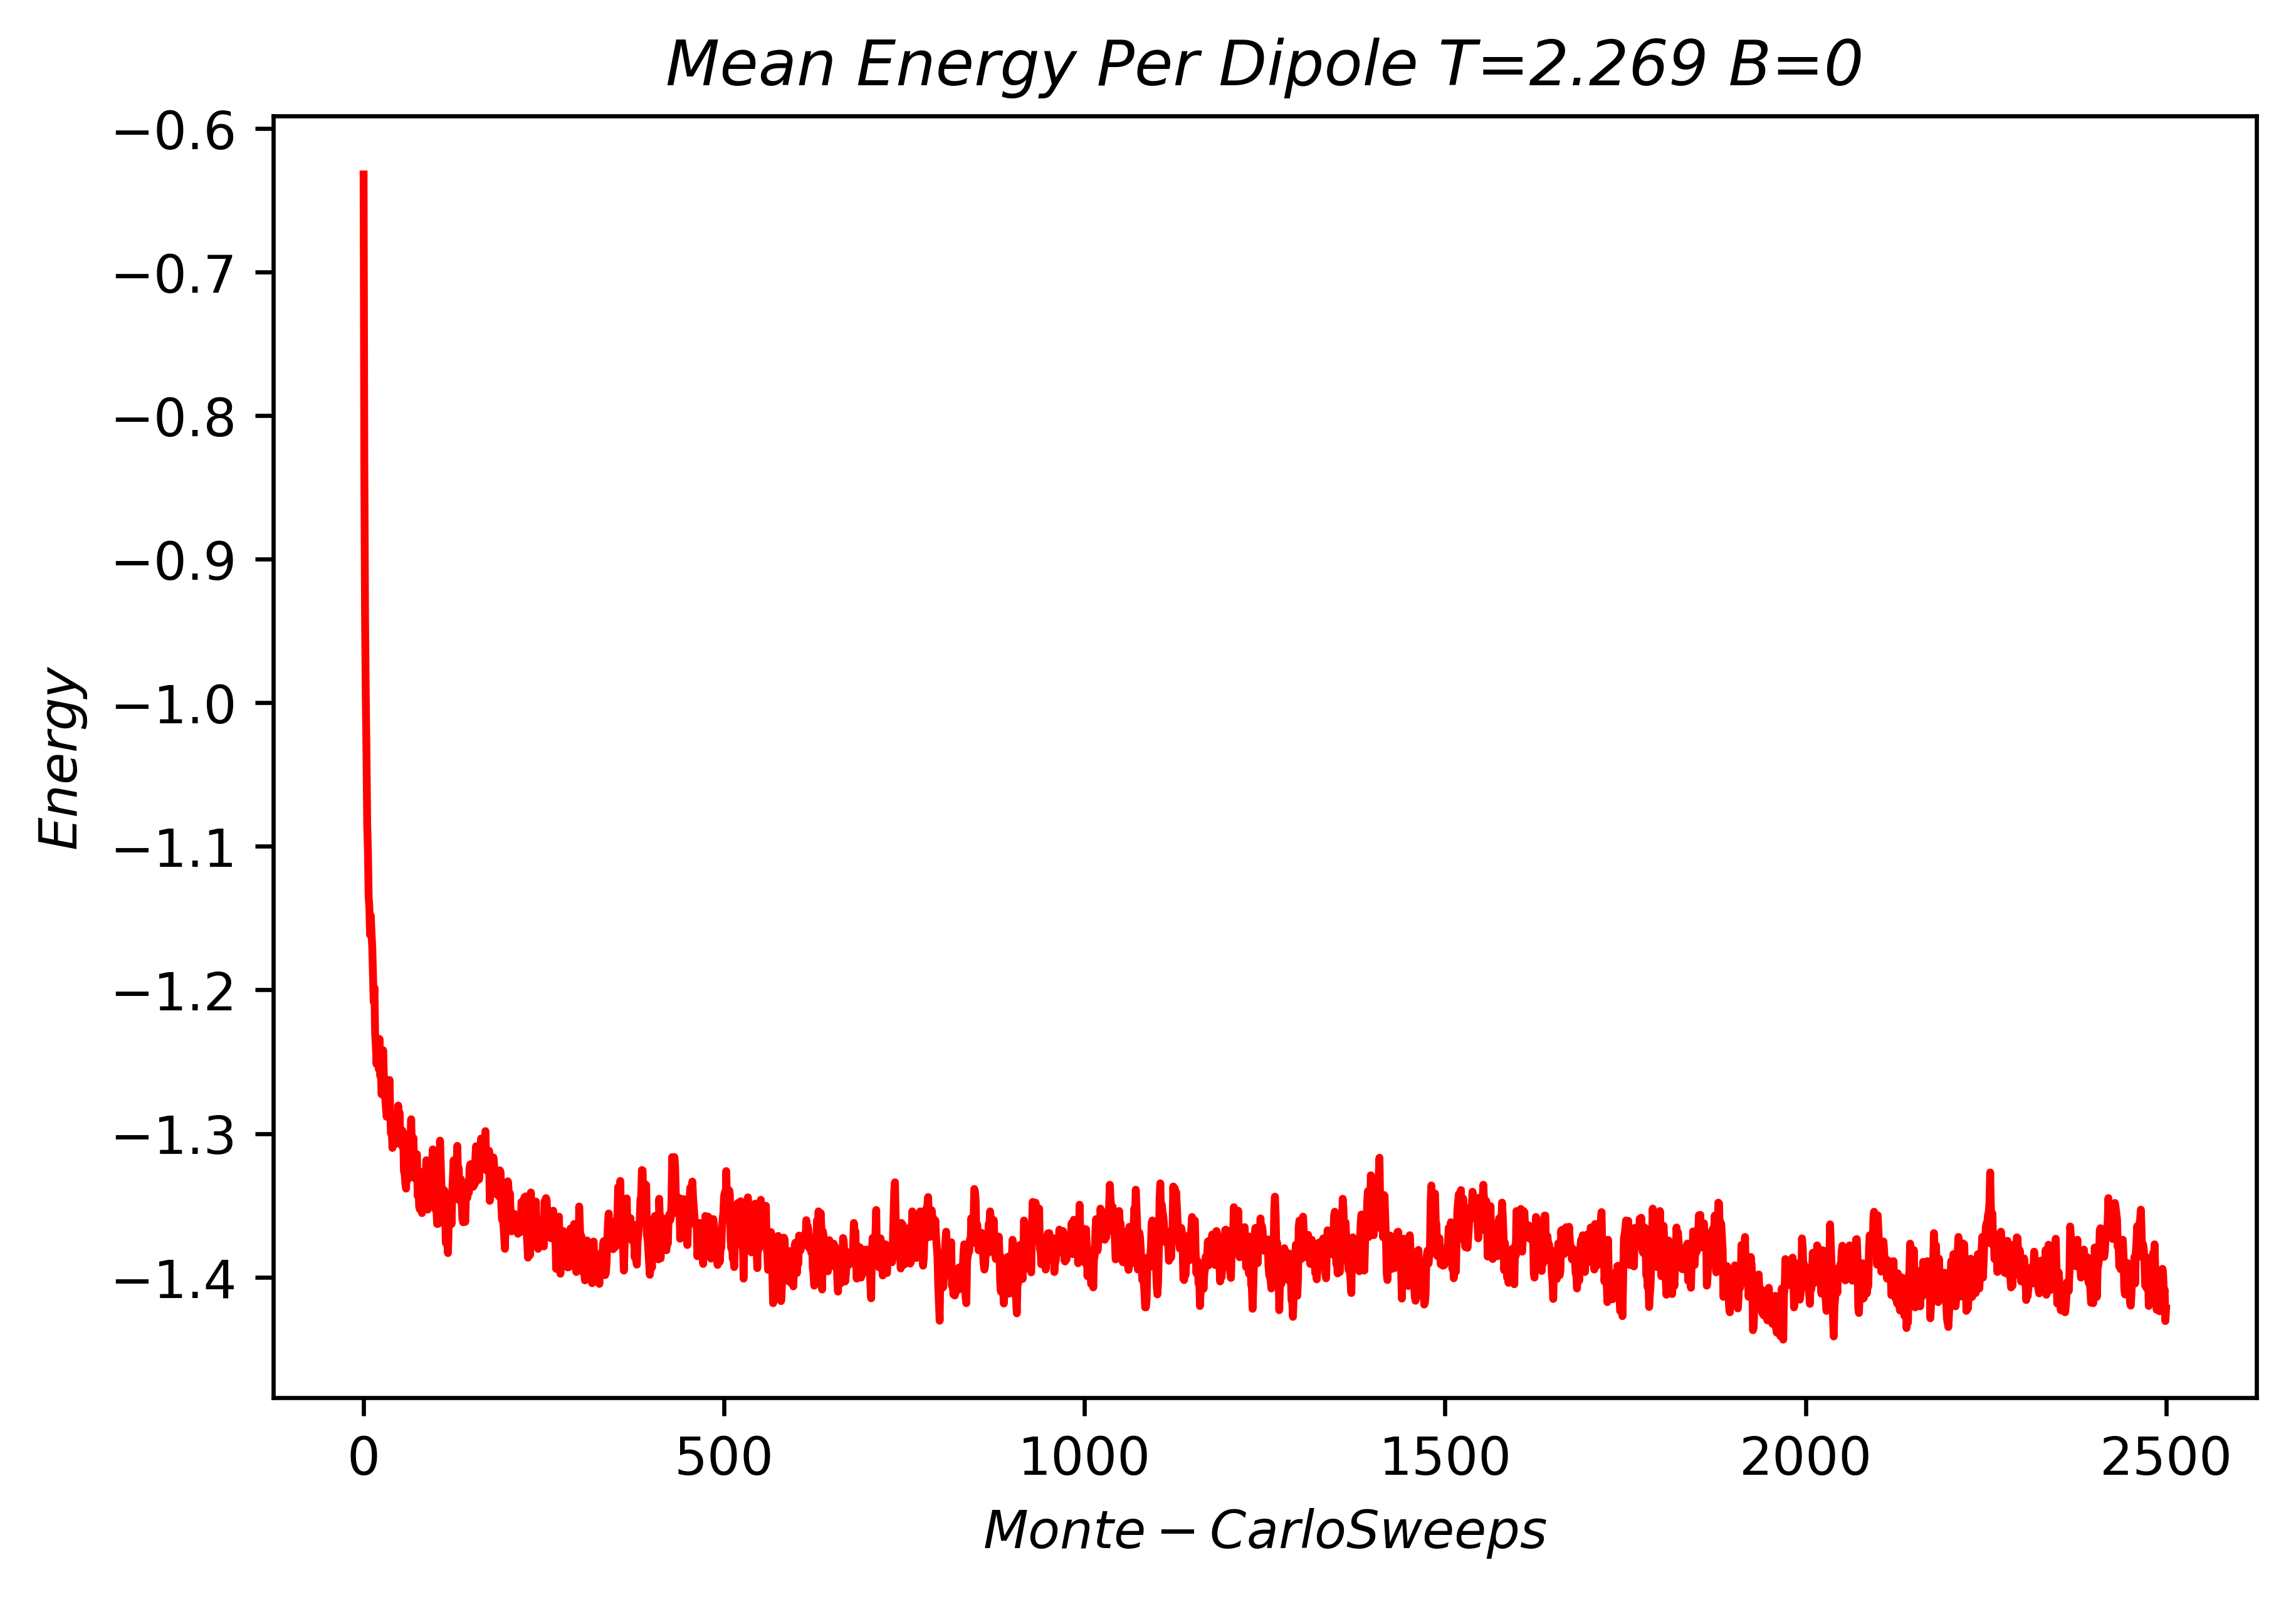 Mean Energy Per Dipole T=2.269 B=0
−0.6
−0.7
−0.8
−0.9
−1.0
−1.1
−1.2
−1.3
−1.4
Energy
0 500 1000 1500 2000 2500
Monte − CarloSweeps